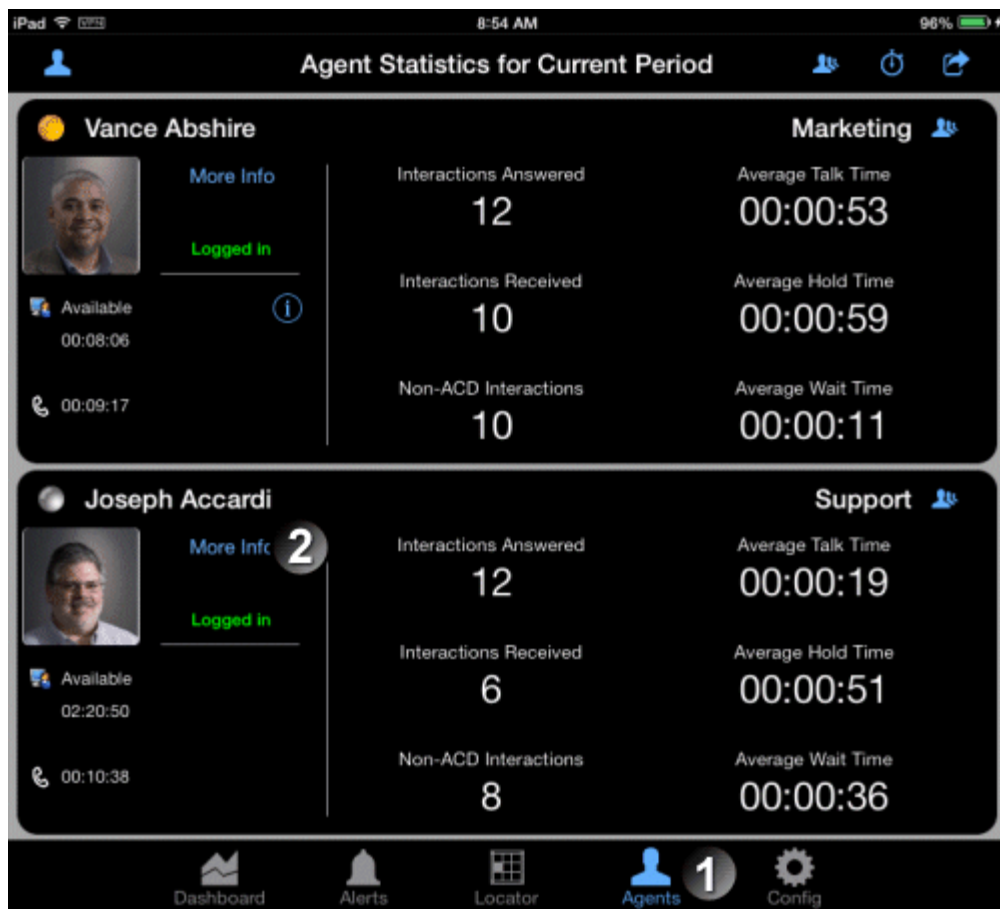 iPad VPN 8:54 AM 96%
Agent Statistics for Current Period
Vance Abshire Marketing
More Info
Logged in
Available
00:08:06
00:09:17
Interactions Answered Average Talk Time
12 00:00:53
Interactions Received Average Hold Time
10 00:00:59
Non-ACD Interactions Average Wait Time
10 00:00:11
Joseph Accardi Support
More Info 2
Logged in
Available
02:20:50
00:10:38
Interactions Answered Average Talk Time
12 00:00:19
Interactions Received Average Hold Time
6 00:00:51
Non-ACD Interactions Average Wait Time
8 00:00:36
Dashboard Alerts Locator Agents 1 Config